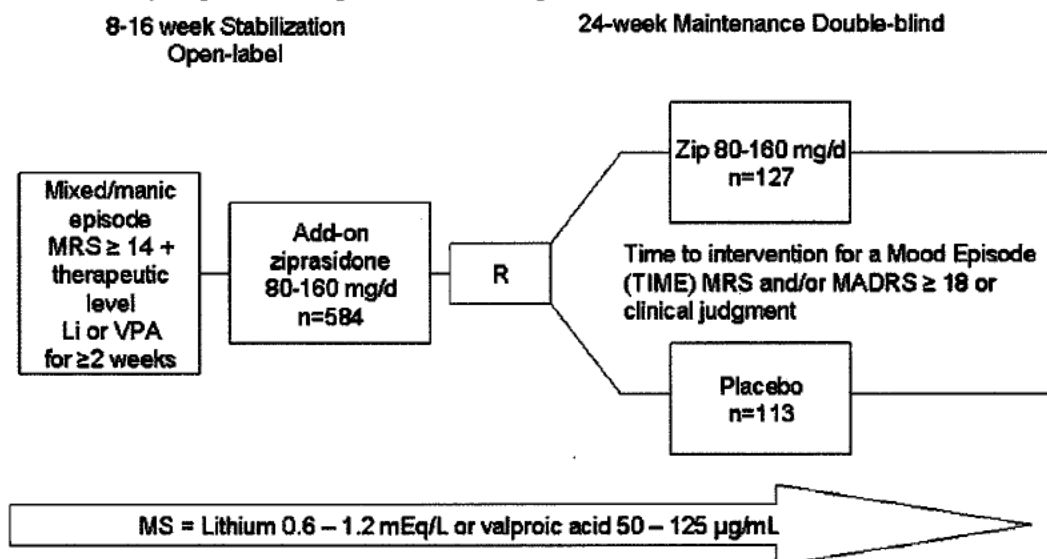 8-16 week Stabilization
Open-label
24-week Maintenance Double-blind
Mixed/manic
episode
MRS ≥ 14 +
therapeutic
level
Li or VPA
for ≥2 weeks
Add-on
ziprasidone
80-160 mg/d
n=584
R
Zip 80-160 mg/d
n=127
Time to intervention for a Mood Episode
(TIME) MRS and/or MADRS ≥ 18 or
clinical judgment
Placebo
n=113
MS = Lithium 0.6 – 1.2 mEq/L or valproic acid 50 – 125 µg/mL